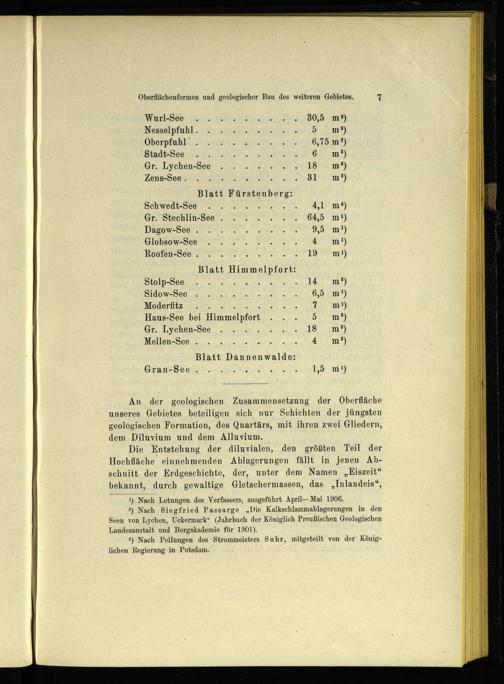 Oberflächenformen und geologischer Bau des weiteren Gebietes. 7
Wurl-See . . . . . . . . . 30,5 m²)
Nesselpfuhl . . . . . . . . . 5 m²)
Oberpfuhl . . . . . . . . . 6,75 m²)
Stadt-See . . . . . . . . . 6 m²)
Gr. Lychen-See . . . . . . . 18 m²)
Zens-See . . . . . . . . . . 31 m²)
Blatt Fürstenberg:
Schwedt-See . . . . . . . . 4,1 m³)
Gr. Stechlin-See . . . . . . . 64,5 m¹)
Dagow-See . . . . . . . . . 9,5 m¹)
Globsow-See . . . . . . . . 4 m¹)
Roofen-See . . . . . . . . . 19 m¹)
Blatt Himmelpfort:
Stolp-See . . . . . . . . . 14 m³)
Sidow-See . . . . . . . . . 6,5 m¹)
Moderfitz . . . . . . . . . 7 m¹)
Haus-See bei Himmelpfort . . . 5 m³)
Gr. Lychen-See . . . . . . . 18 m²)
Mellen-See . . . . . . . . . 4 m²)
Blatt Dannenwalde:
Gran-See . . . . . . . . . 1,5 m¹)
An der geologischen Zusammensetzung der Oberfläche
unseres Gebietes beteiligen sich nur Schichten der jüngsten
geologischen Formation, des Quartärs, mit ihren zwei Gliedern,
dem Diluvium und dem Alluvium.
Die Entstehung der diluvialen, den größten Teil der
Hochfläche einnehmenden Ablagerungen fällt in jenen Ab-
schnitt der Erdgeschichte, der, unter dem Namen „Eiszeit“
bekannt, durch gewaltige Gletschermassen, das „Inlandeis“,
¹) Nach Lotungen des Verfassers, ausgeführt April—Mai 1906.
²) Nach Siegfried Passarge „Die Kalkschlammablagerungen in den
Seen von Lychen, Uckermark“ (Jahrbuch der Königlich Preußischen Geologischen
Landesanstalt und Bergakademie für 1901).
³) Nach Peilungen des Strommeisters Suhr, mitgeteilt von der König-
lichen Regierung in Potsdam.